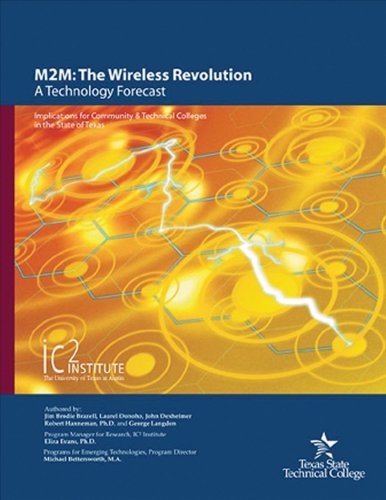 M2M: The Wireless Revolution
A Technology Forecast
Implications for Community & Technical Colleges
in the State of Texas
IC² INSTITUTE
The University of Texas at Austin
Authored by:
Jim Brodie Brazell, Laurel Donoho, John Dexheimer
Robert Hanneman, Ph.D. and George Langdon
Program Manager for Research, IC² Institute
Eliza Evans, Ph.D.
Programs for Emerging Technologies, Program Director
Michael Bettersworth, M.A.
Texas State
Technical College